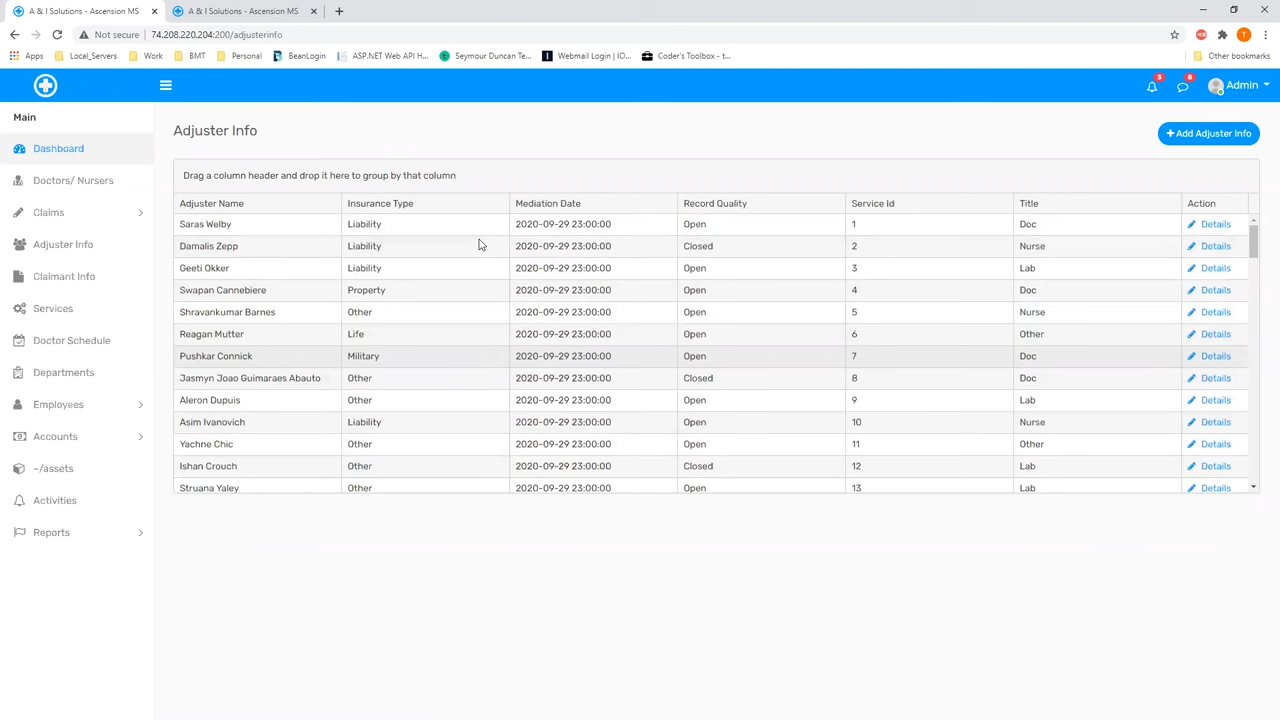 A & I Solutions - Ascension MS
A & I Solutions - Ascension MS
Not secure 74.208.220.204:200/adjusterinfo T
Apps Local_Servers Work BMT Personal BeanLogin ASP.NET Web API H... Seymour Duncan Te... Webmail Login | IO... Coder's Toolbox - t... Other bookmarks
3 8 Admin
Main
Dashboard
Doctors/ Nursers
Claims
Adjuster Info
Claimant Info
Services
Doctor Schedule
Departments
Employees
Accounts
~/assets
Activities
Reports
Adjuster Info
+ Add Adjuster Info
Drag a column header and drop it here to group by that column
Adjuster Name Insurance Type Mediation Date Record Quality Service Id Title Action
Saras Welby Liability 2020-09-29 23:00:00 Open 1 Doc Details
Damalis Zepp Liability 2020-09-29 23:00:00 Closed 2 Nurse Details
Geeti Okker Liability 2020-09-29 23:00:00 Open 3 Lab Details
Swapan Cannebiere Property 2020-09-29 23:00:00 Open 4 Doc Details
Shravankumar Barnes Other 2020-09-29 23:00:00 Open 5 Nurse Details
Reagan Mutter Life 2020-09-29 23:00:00 Open 6 Other Details
Pushkar Connick Military 2020-09-29 23:00:00 Open 7 Doc Details
Jasmyn Joao Guimaraes Abauto Other 2020-09-29 23:00:00 Closed 8 Doc Details
Aleron Dupuis Other 2020-09-29 23:00:00 Open 9 Lab Details
Asim Ivanovich Liability 2020-09-29 23:00:00 Open 10 Nurse Details
Yachne Chic Other 2020-09-29 23:00:00 Open 11 Other Details
Ishan Crouch Other 2020-09-29 23:00:00 Closed 12 Lab Details
Struana Yaley Other 2020-09-29 23:00:00 Open 13 Lab Details